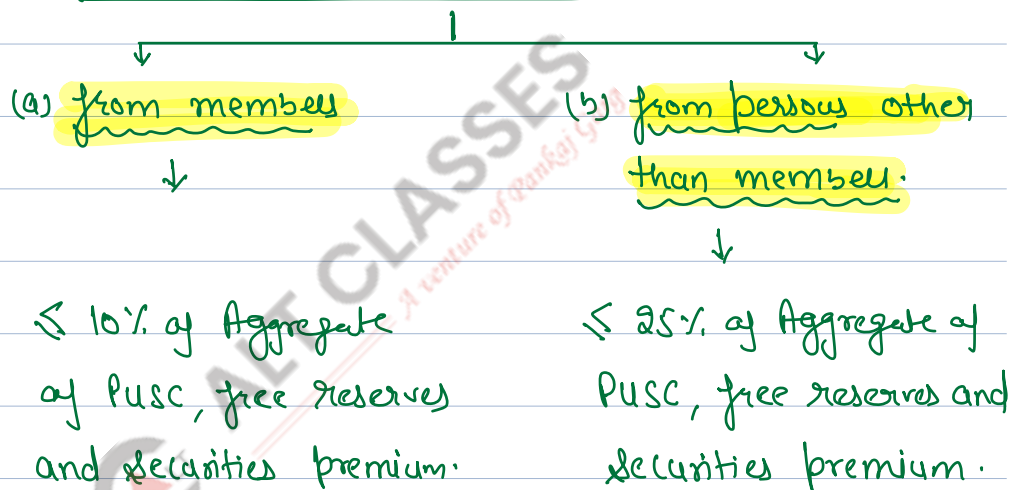 (a) from members
(b) from persons other
than members.
≤ 10% of Aggregate
of PUSC, free reserves
and securities premium.
≤ 25% of Aggregate of
PUSC, free reserves and
securities premium.
ALT CLASSES
A venture of Pankaj Garg